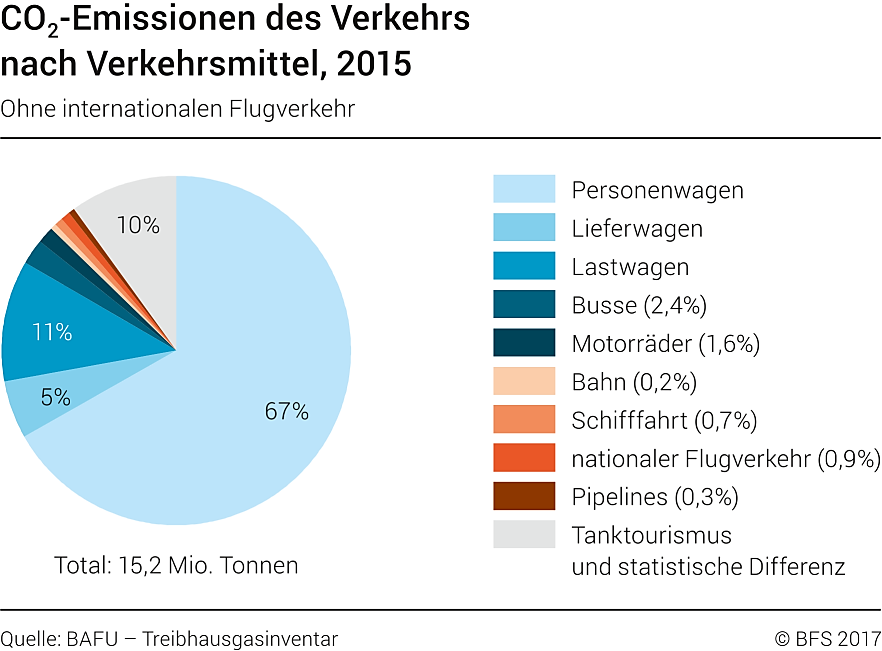 CO₂-Emissionen des Verkehrs
nach Verkehrsmittel, 2015
Ohne internationalen Flugverkehr
10%
11%
5%
67%
Total: 15,2 Mio. Tonnen
Personenwagen
Lieferwagen
Lastwagen
Busse (2,4%)
Motorräder (1,6%)
Bahn (0,2%)
Schifffahrt (0,7%)
nationaler Flugverkehr (0,9%)
Pipelines (0,3%)
Tanktourismus
und statistische Differenz
Quelle: BAFU – Treibhausgasinventar
© BFS 2017